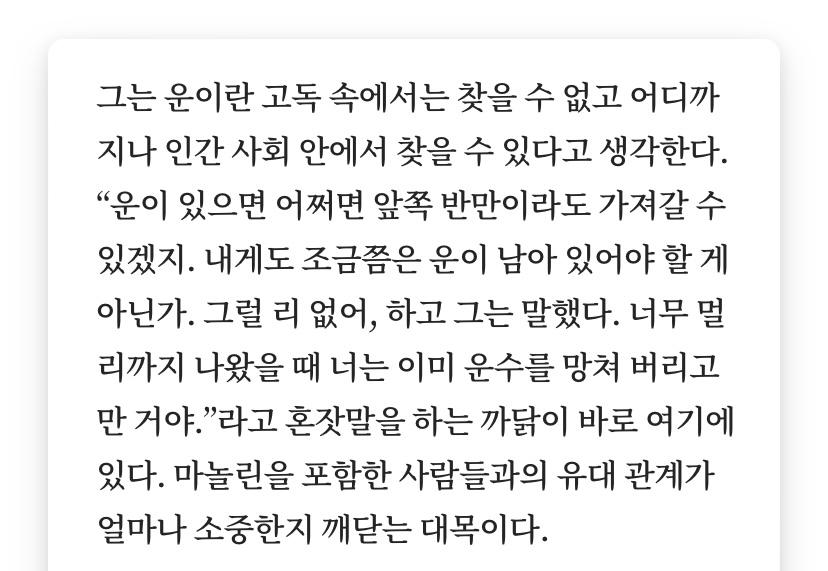 그는 운이란 고독 속에서는 찾을 수 없고 어디까
지나 인간 사회 안에서 찾을 수 있다고 생각한다.
“운이 있으면 어쩌면 앞쪽 반만이라도 가져갈 수
있겠지. 내게도 조금쯤은 운이 남아 있어야 할 게
아닌가. 그럴 리 없어, 하고 그는 말했다. 너무 멀
리까지 나왔을 때 너는 이미 운수를 망쳐 버리고
만 거야.”라고 혼잣말을 하는 까닭이 바로 여기에
있다. 마놀린을 포함한 사람들과의 유대 관계가
얼마나 소중한지 깨닫는 대목이다.